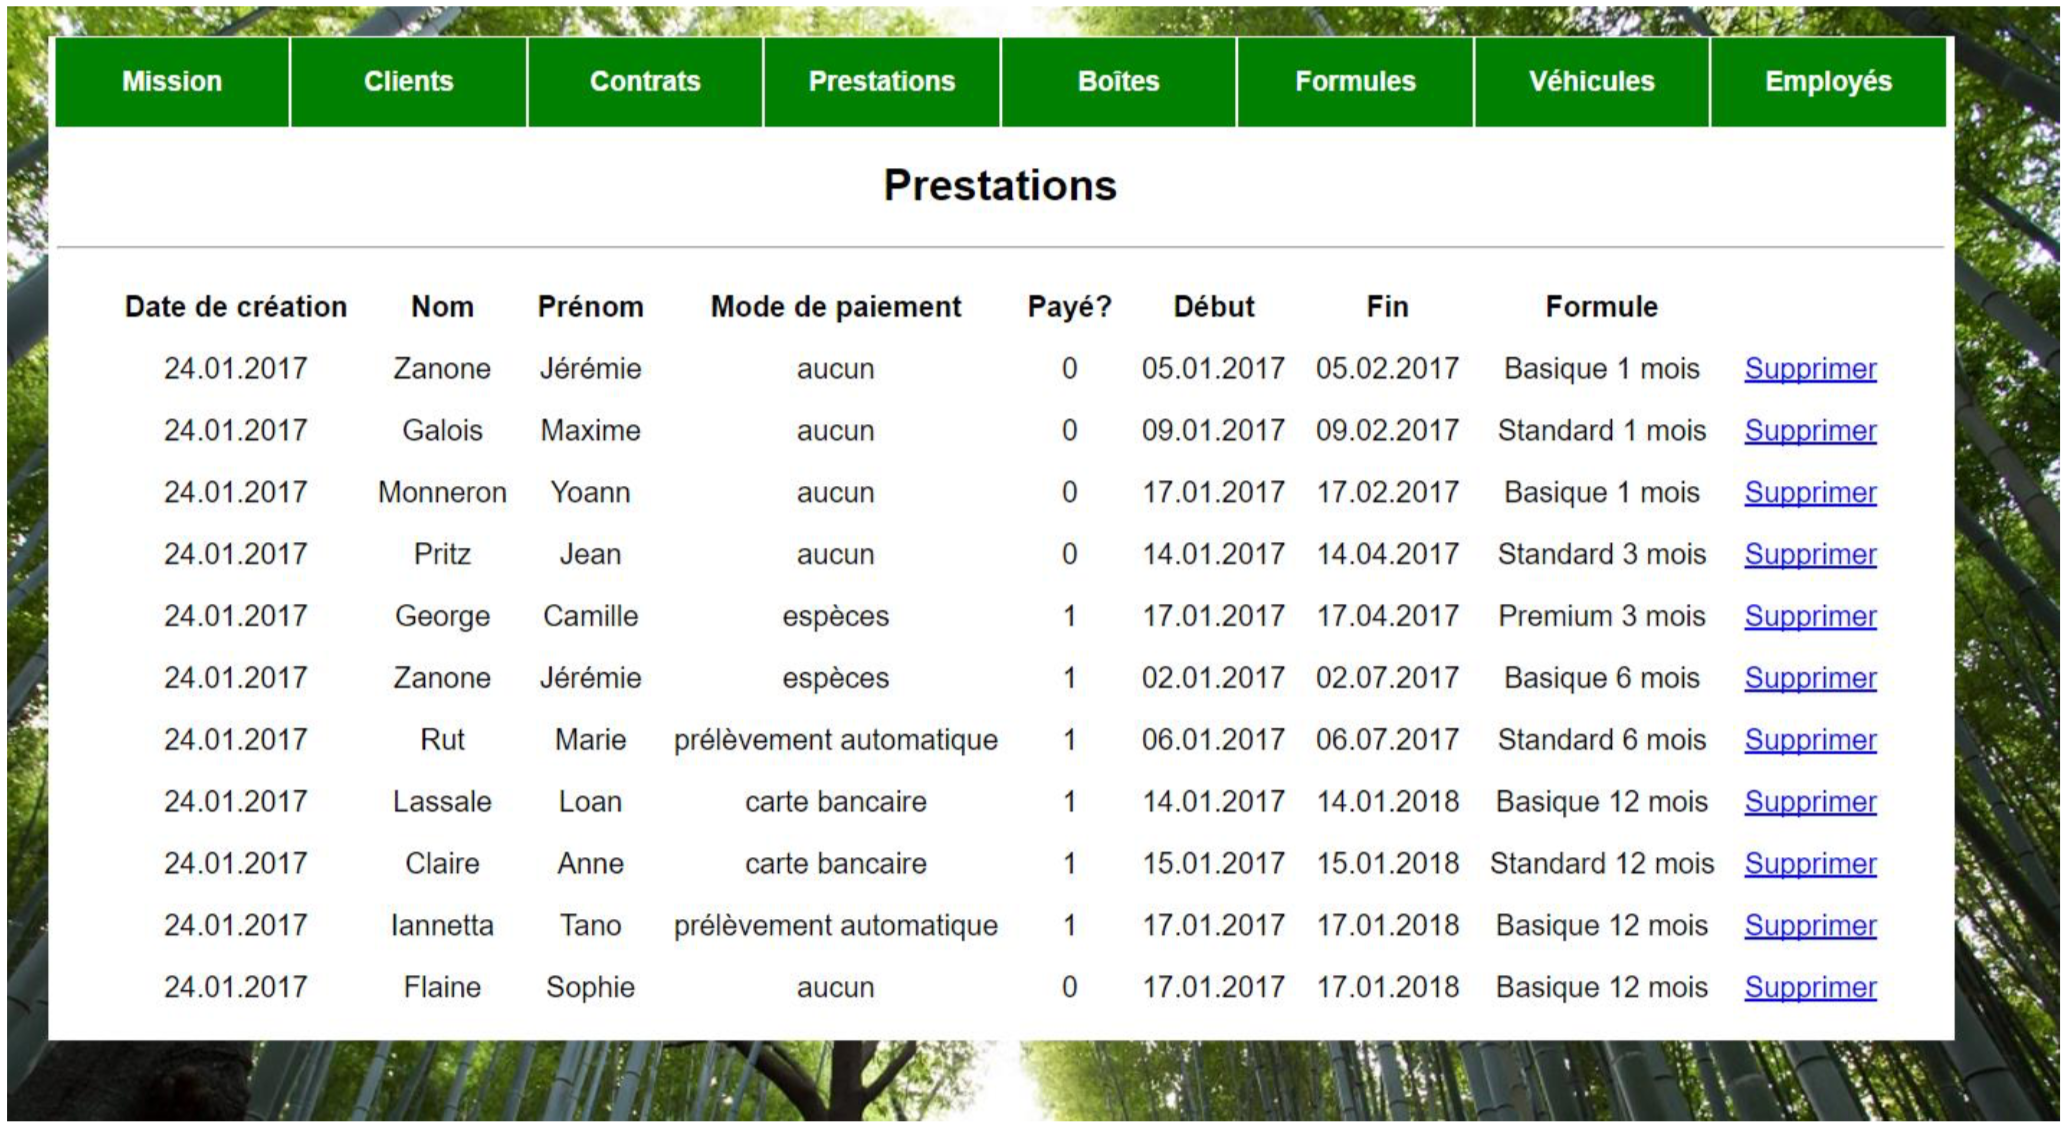 Mission Clients Contrats Prestations Boîtes Formules Véhicules Employés
Prestations
Date de création Nom Prénom Mode de paiement Payé? Début Fin Formule
24.01.2017 Zanone Jérémie aucun 0 05.01.2017 05.02.2017 Basique 1 mois Supprimer
24.01.2017 Galois Maxime aucun 0 09.01.2017 09.02.2017 Standard 1 mois Supprimer
24.01.2017 Monneron Yoann aucun 0 17.01.2017 17.02.2017 Basique 1 mois Supprimer
24.01.2017 Pritz Jean aucun 0 14.01.2017 14.04.2017 Standard 3 mois Supprimer
24.01.2017 George Camille espèces 1 17.01.2017 17.04.2017 Premium 3 mois Supprimer
24.01.2017 Zanone Jérémie espèces 1 02.01.2017 02.07.2017 Basique 6 mois Supprimer
24.01.2017 Rut Marie prélèvement automatique 1 06.01.2017 06.07.2017 Standard 6 mois Supprimer
24.01.2017 Lassale Loan carte bancaire 1 14.01.2017 14.01.2018 Basique 12 mois Supprimer
24.01.2017 Claire Anne carte bancaire 1 15.01.2017 15.01.2018 Standard 12 mois Supprimer
24.01.2017 Iannetta Tano prélèvement automatique 1 17.01.2017 17.01.2018 Basique 12 mois Supprimer
24.01.2017 Flaine Sophie aucun 0 17.01.2017 17.01.2018 Basique 12 mois Supprimer